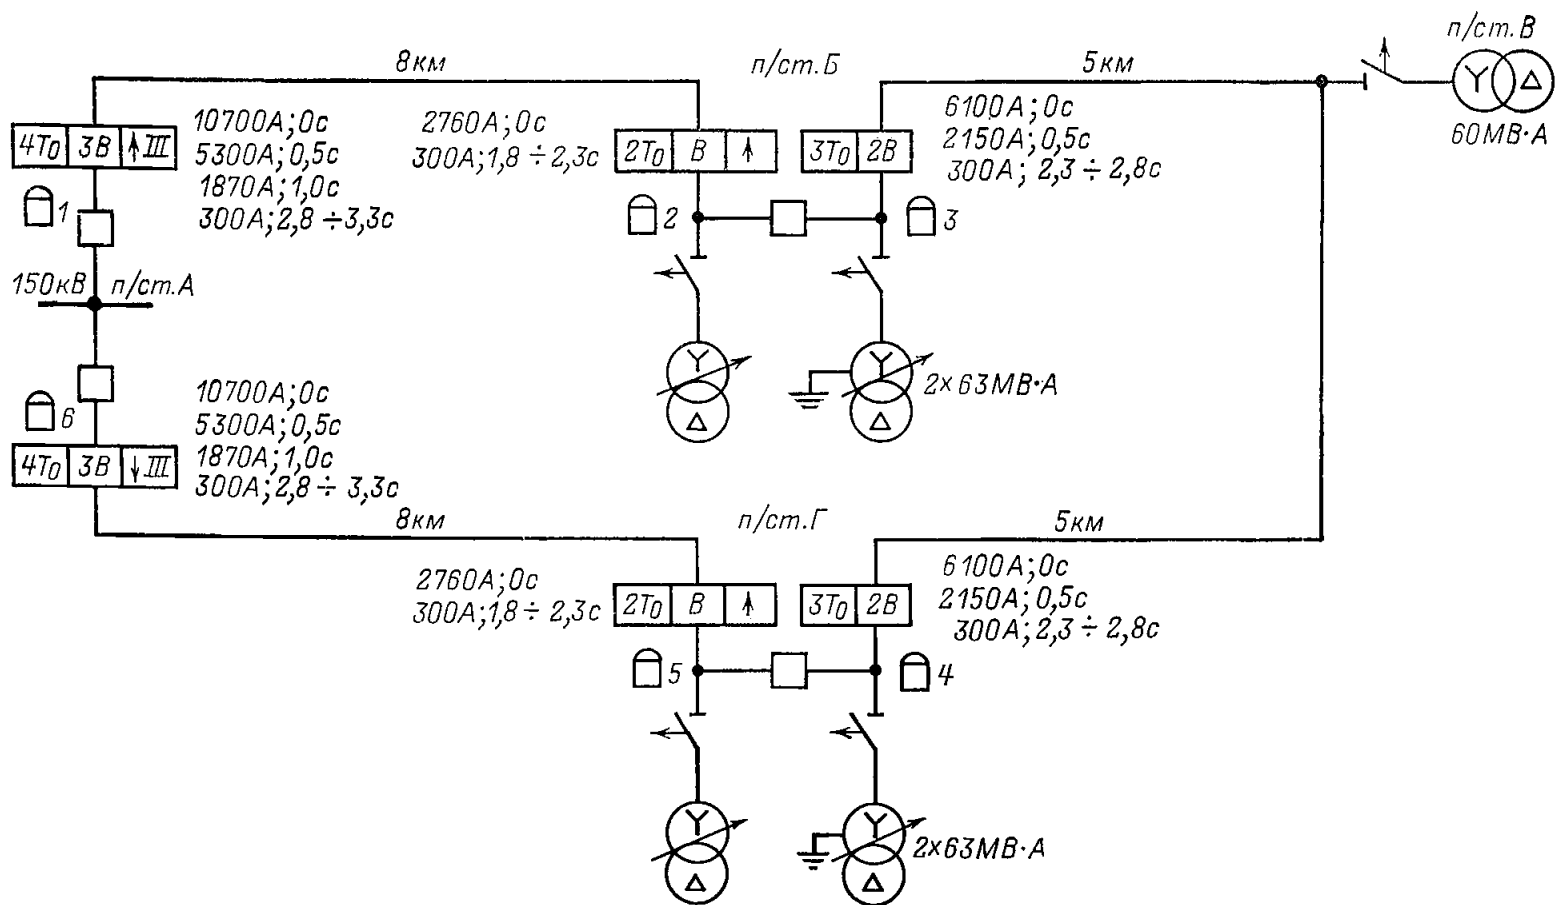 п/ст. В
60МВ·А
8км
п/ст. Б
5км
4То 3В ↑III
10700А; 0с
5300А; 0,5с
1870А; 1,0с
300А; 2,8 ÷ 3,3с
1
2760А; 0с
300А; 1,8 ÷ 2,3с
2То В ↑
3То 2В
6100А; 0с
2150А; 0,5с
300А; 2,3 ÷ 2,8с
2
3
150кВ п/ст. А
2×63МВ·А
6
4То 3В ↓III
10700А; 0с
5300А; 0,5с
1870А; 1,0с
300А; 2,8 ÷ 3,3с
8км
п/ст. Г
5км
2760А; 0с
300А; 1,8 ÷ 2,3с
2То В ↑
3То 2В
6100А; 0с
2150А; 0,5с
300А; 2,3 ÷ 2,8с
5
4
2×63МВ·А